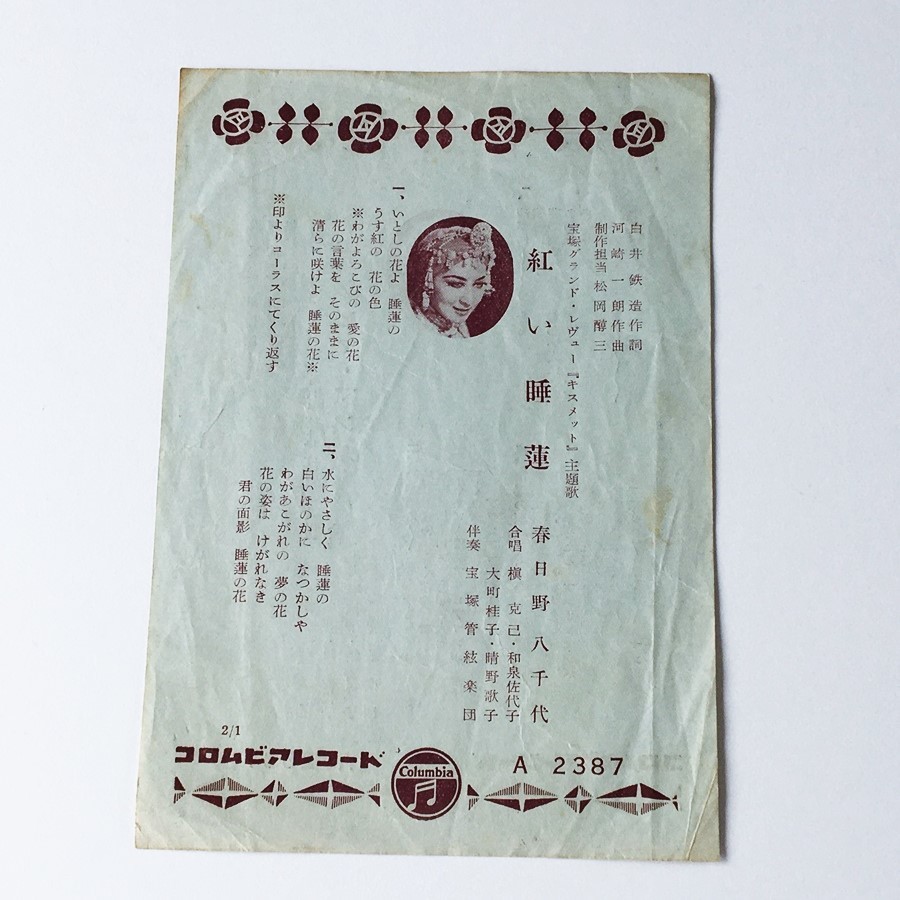 白井鉄造作詞
河崎一朗作曲
制作担当 松岡醇三
宝塚グランド・レヴュー『キスメット』主題歌
紅い睡蓮
春日野八千代
合唱 槇克己・和泉佐代子
大町桂子・晴野歌子
伴奏 宝塚管絃楽団
一、いとしの花よ 睡蓮の
うす紅の 花の色
※わがよろこびの 愛の花
花の言葉を そのままに
清らに咲けよ 睡蓮の花※
※印よりコーラスにてくり返す
二、水にやさしく 睡蓮の
白いほのかに なつかしや
わがあこがれの 夢の花
花の姿は けがれなき
君の面影 睡蓮の花
2/1
コロムビアレコード
Columbia
A 2387